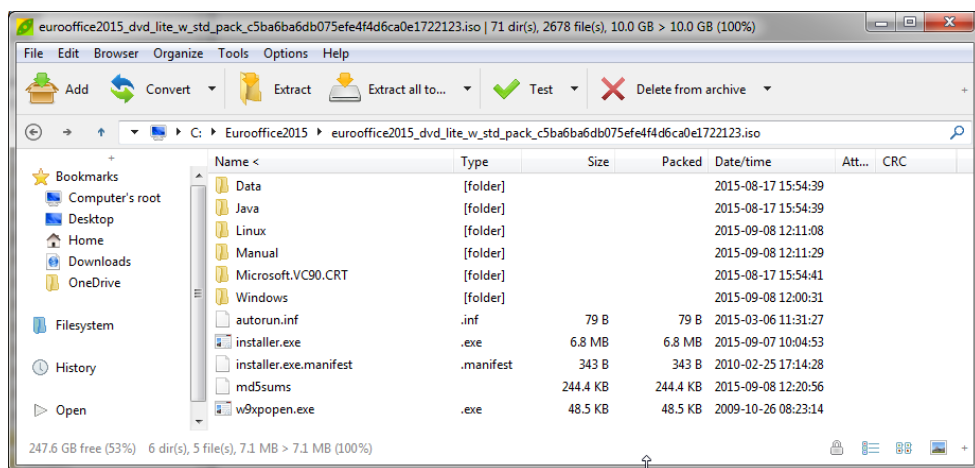 eurooffice2015_dvd_lite_w_std_pack_c5ba6ba6db075efe4f4d6ca0e1722123.iso | 71 dir(s), 2678 file(s), 10.0 GB > 10.0 GB (100%)
File Edit Browser Organize Tools Options Help
Add Convert Extract Extract all to... Test Delete from archive
C: Eurooffice2015 eurooffice2015_dvd_lite_w_std_pack_c5ba6ba6db075efe4f4d6ca0e1722123.iso
Name < Type Size Packed Date/time Att... CRC
Bookmarks
Computer's root
Desktop
Home
Downloads
OneDrive
Filesystem
History
Open
Data [folder] 2015-08-17 15:54:39
Java [folder] 2015-08-17 15:54:39
Linux [folder] 2015-09-08 12:11:08
Manual [folder] 2015-09-08 12:11:29
Microsoft.VC90.CRT [folder] 2015-08-17 15:54:41
Windows [folder] 2015-09-08 12:00:31
autorun.inf .inf 79 B 79 B 2015-03-06 11:31:27
installer.exe .exe 6.8 MB 6.8 MB 2015-09-07 10:04:53
installer.exe.manifest .manifest 343 B 343 B 2010-02-25 17:14:28
md5sums 244.4 KB 244.4 KB 2015-09-08 12:20:56
w9xpopen.exe .exe 48.5 KB 48.5 KB 2009-10-26 08:23:14
247.6 GB free (53%) 6 dir(s), 5 file(s), 7.1 MB > 7.1 MB (100%)